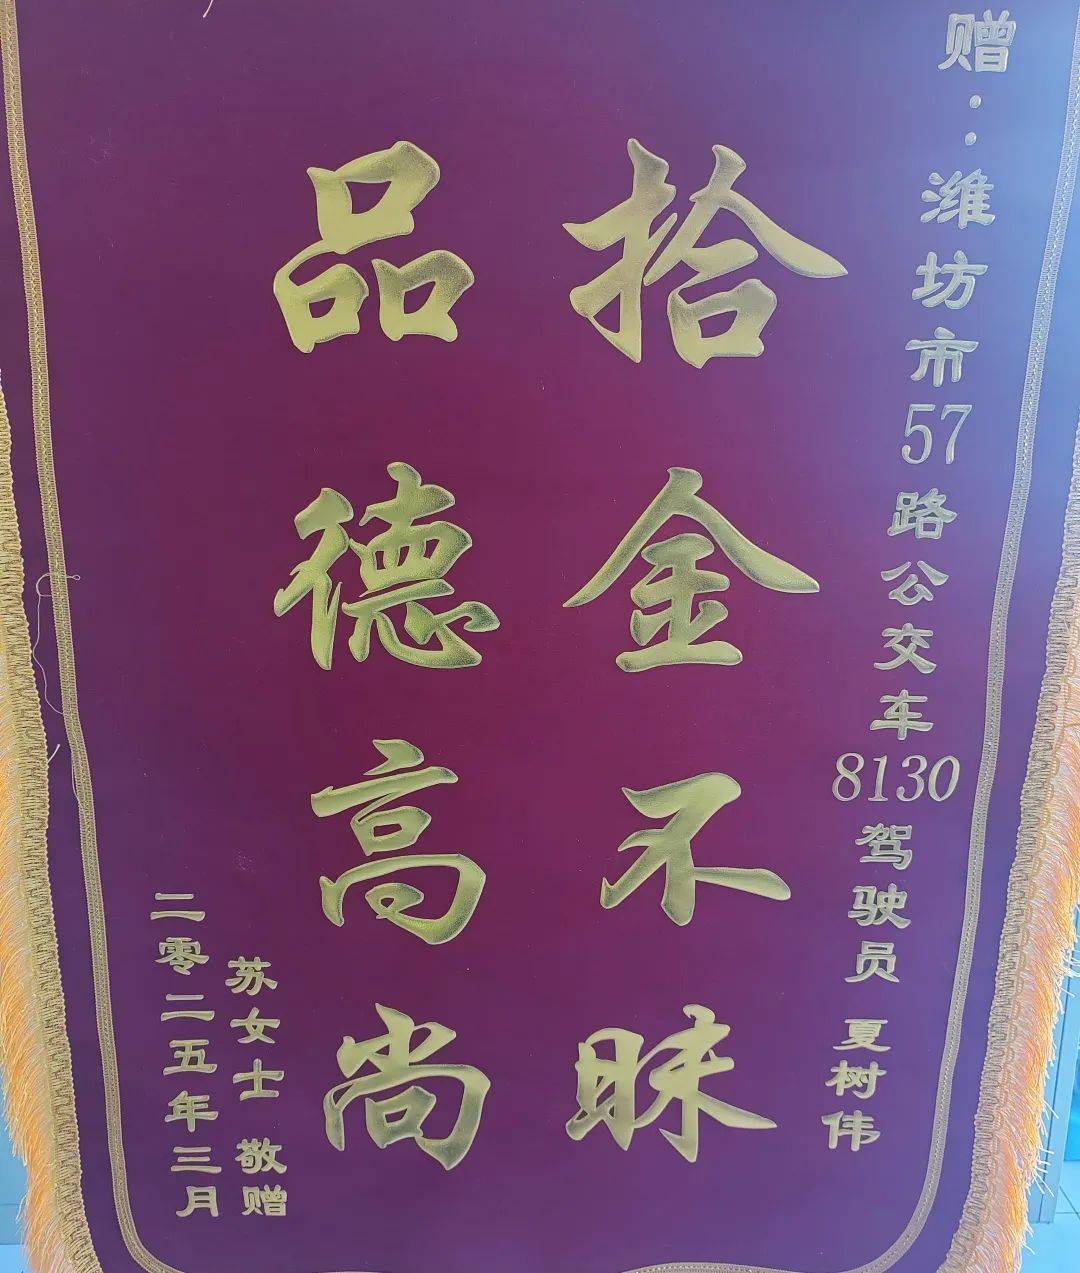 赠：潍坊市57路公交车8130驾驶员 夏树伟
拾金不昧
品德高尚
苏女士 敬赠
二零二五年三月